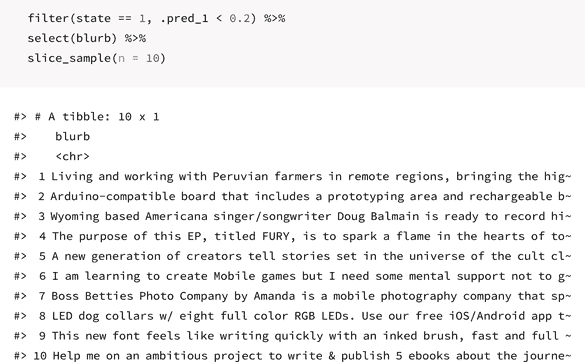 filter(state == 1, .pred_1 < 0.2) %>%
select(blurb) %>%
slice_sample(n = 10)
#> # A tibble: 10 x 1
#>    blurb
#>    <chr>
#>  1 Living and working with Peruvian farmers in remote regions, bringing the hig~
#>  2 Arduino-compatible board that includes a prototyping area and rechargeable b~
#>  3 Wyoming based Americana singer/songwriter Doug Balmain is ready to record hi~
#>  4 The purpose of this EP, titled FURY, is to spark a flame in the hearts of to~
#>  5 A new generation of creators tell stories set in the universe of the cult cl~
#>  6 I am learning to create Mobile games but I need some mental support not to g~
#>  7 Boss Betties Photo Company by Amanda is a mobile photography company that sp~
#>  8 LED dog collars w/ eight full color RGB LEDs. Use our free iOS/Android app t~
#>  9 This new font feels like writing quickly with an inked brush, fast and full ~
#> 10 Help me on an ambitious project to write & publish 5 ebooks about the journe~